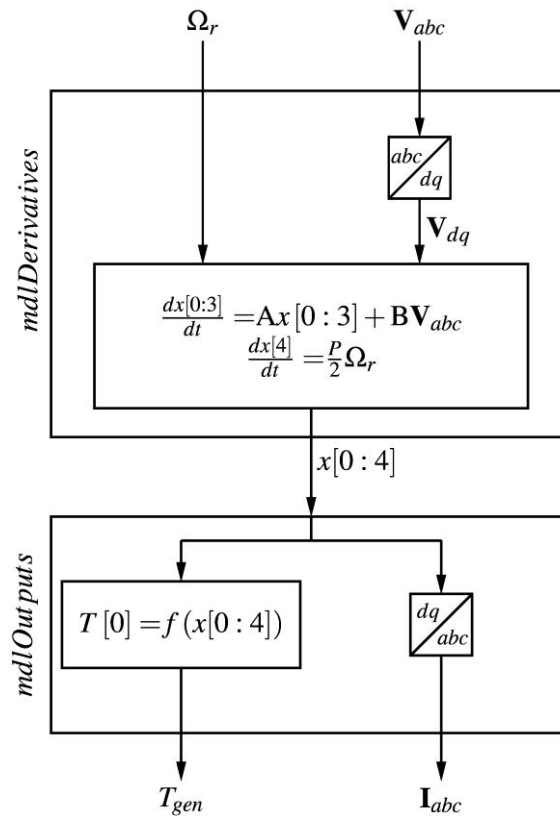 Ω_r V_abc
mdlDerivatives
abc
dq
V_dq
dx[0:3]/dt = Ax[0 : 3] + BV_abc
dx[4]/dt = P/2 Ω_r
x[0 : 4]
mdlOutputs
T [0] = f (x[0 : 4])
dq
abc
T_gen I_abc